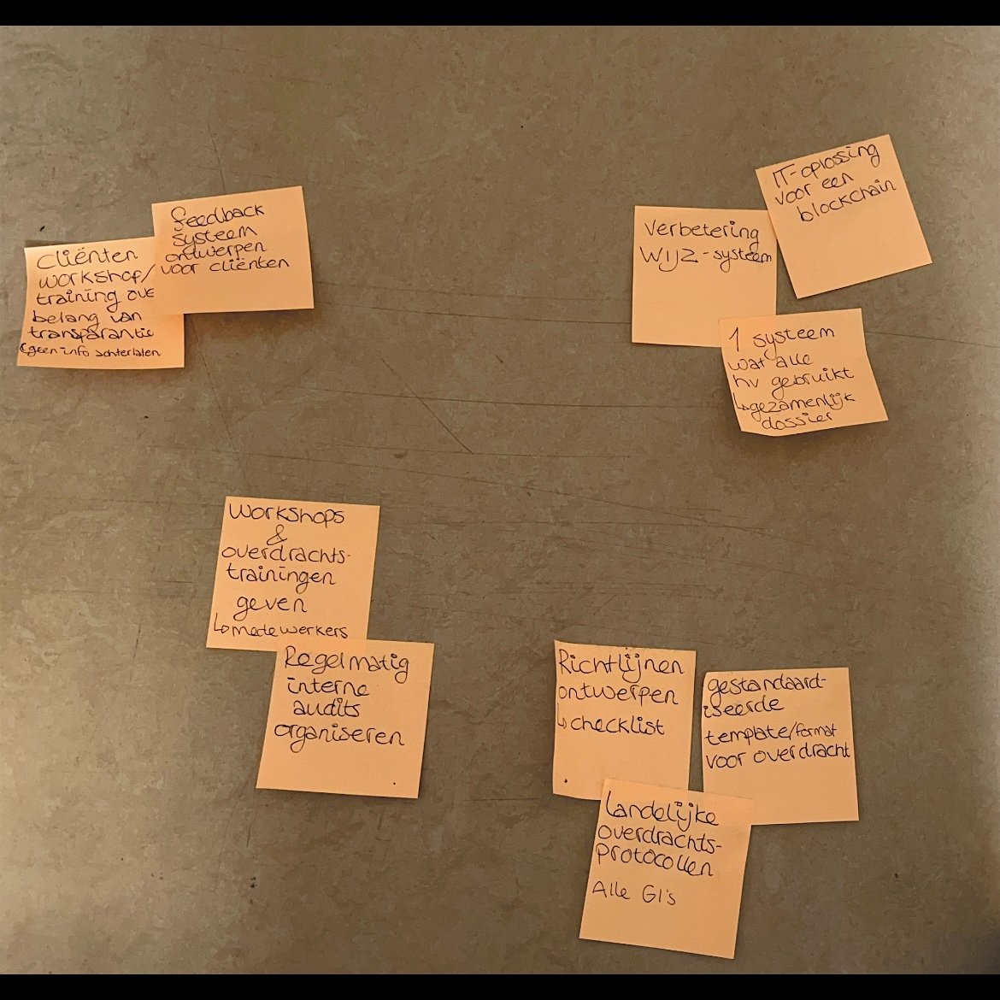 cliënten
workshop/
training ove
belang van
transparantie
(geen info achterlaten
feedback
systeem
ontwerpen
voor cliënten
Verbetering
WIJZ-systeem
IT-oplossing
voor een
blockchain
1 systeem
wat alle
hv gebruikt
↳gezamenlijk
dossier
Workshops
&
overdrachts-
trainingen
geven
↳medewerkers
Regelmatig
interne
audits
organiseren
Richtlijnen
ontwerpen
↳checklist
gestandaard-
iseerde
template/format
voor overdracht
Landelijke
overdrachts-
protocollen
Alle GI's